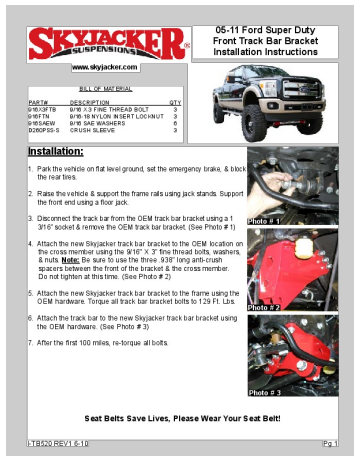 SKYJACKER®
SUSPENSIONS
www.skyjacker.com
05-11 Ford Super Duty
Front Track Bar Bracket
Installation Instructions
BILL OF MATERIAL
PART# DESCRIPTION QTY
916X3FTB 9/16 X 3 FINE THREAD BOLT 3
916FTN 9/16-18 NYLON INSERT LOCKNUT 3
916SAEW 9/16 SAE WASHERS 6
D260PSS-S CRUSH SLEEVE 3
Installation:
1. Park the vehicle on flat level ground, set the emergency brake, & block
the rear tires.
2. Raise the vehicle & support the frame rails using jack stands. Support
the front end using a floor jack.
3. Disconnect the track bar from the OEM track bar bracket using a 1
3/16" socket & remove the OEM track bar bracket. (See Photo # 1)
4. Attach the new Skyjacker track bar bracket to the OEM location on
the cross member using the 9/16" X 3" fine thread bolts, washers,
& nuts. Note: Be sure to use the three .938" long anti-crush
spacers between the front of the bracket & the cross member.
Do not tighten at this time. (See Photo # 2)
5. Attach the new Skyjacker track bar bracket to the frame using the
OEM hardware. Torque all track bar bracket bolts to 129 Ft. Lbs.
6. Attach the track bar to the new Skyjacker track bar bracket using
the OEM hardware. (See Photo # 3)
7. After the first 100 miles, re-torque all bolts.
Photo # 1
Photo # 2
Photo # 3
Seat Belts Save Lives, Please Wear Your Seat Belt!
I-TB520 REV1 6-10 Pg 1